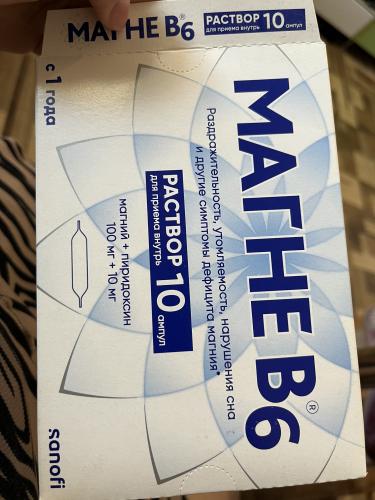 МАГНЕ B6®
РАСТВОР 10
для приема внутрь ампул
с 1 года
МАГНЕ B6®
Раздражительность, утомляемость, нарушения сна
и другие симптомы дефицита магния*
РАСТВОР 10
для приема внутрь ампул
магний + пиридоксин
100 мг + 10 мг
sanofi